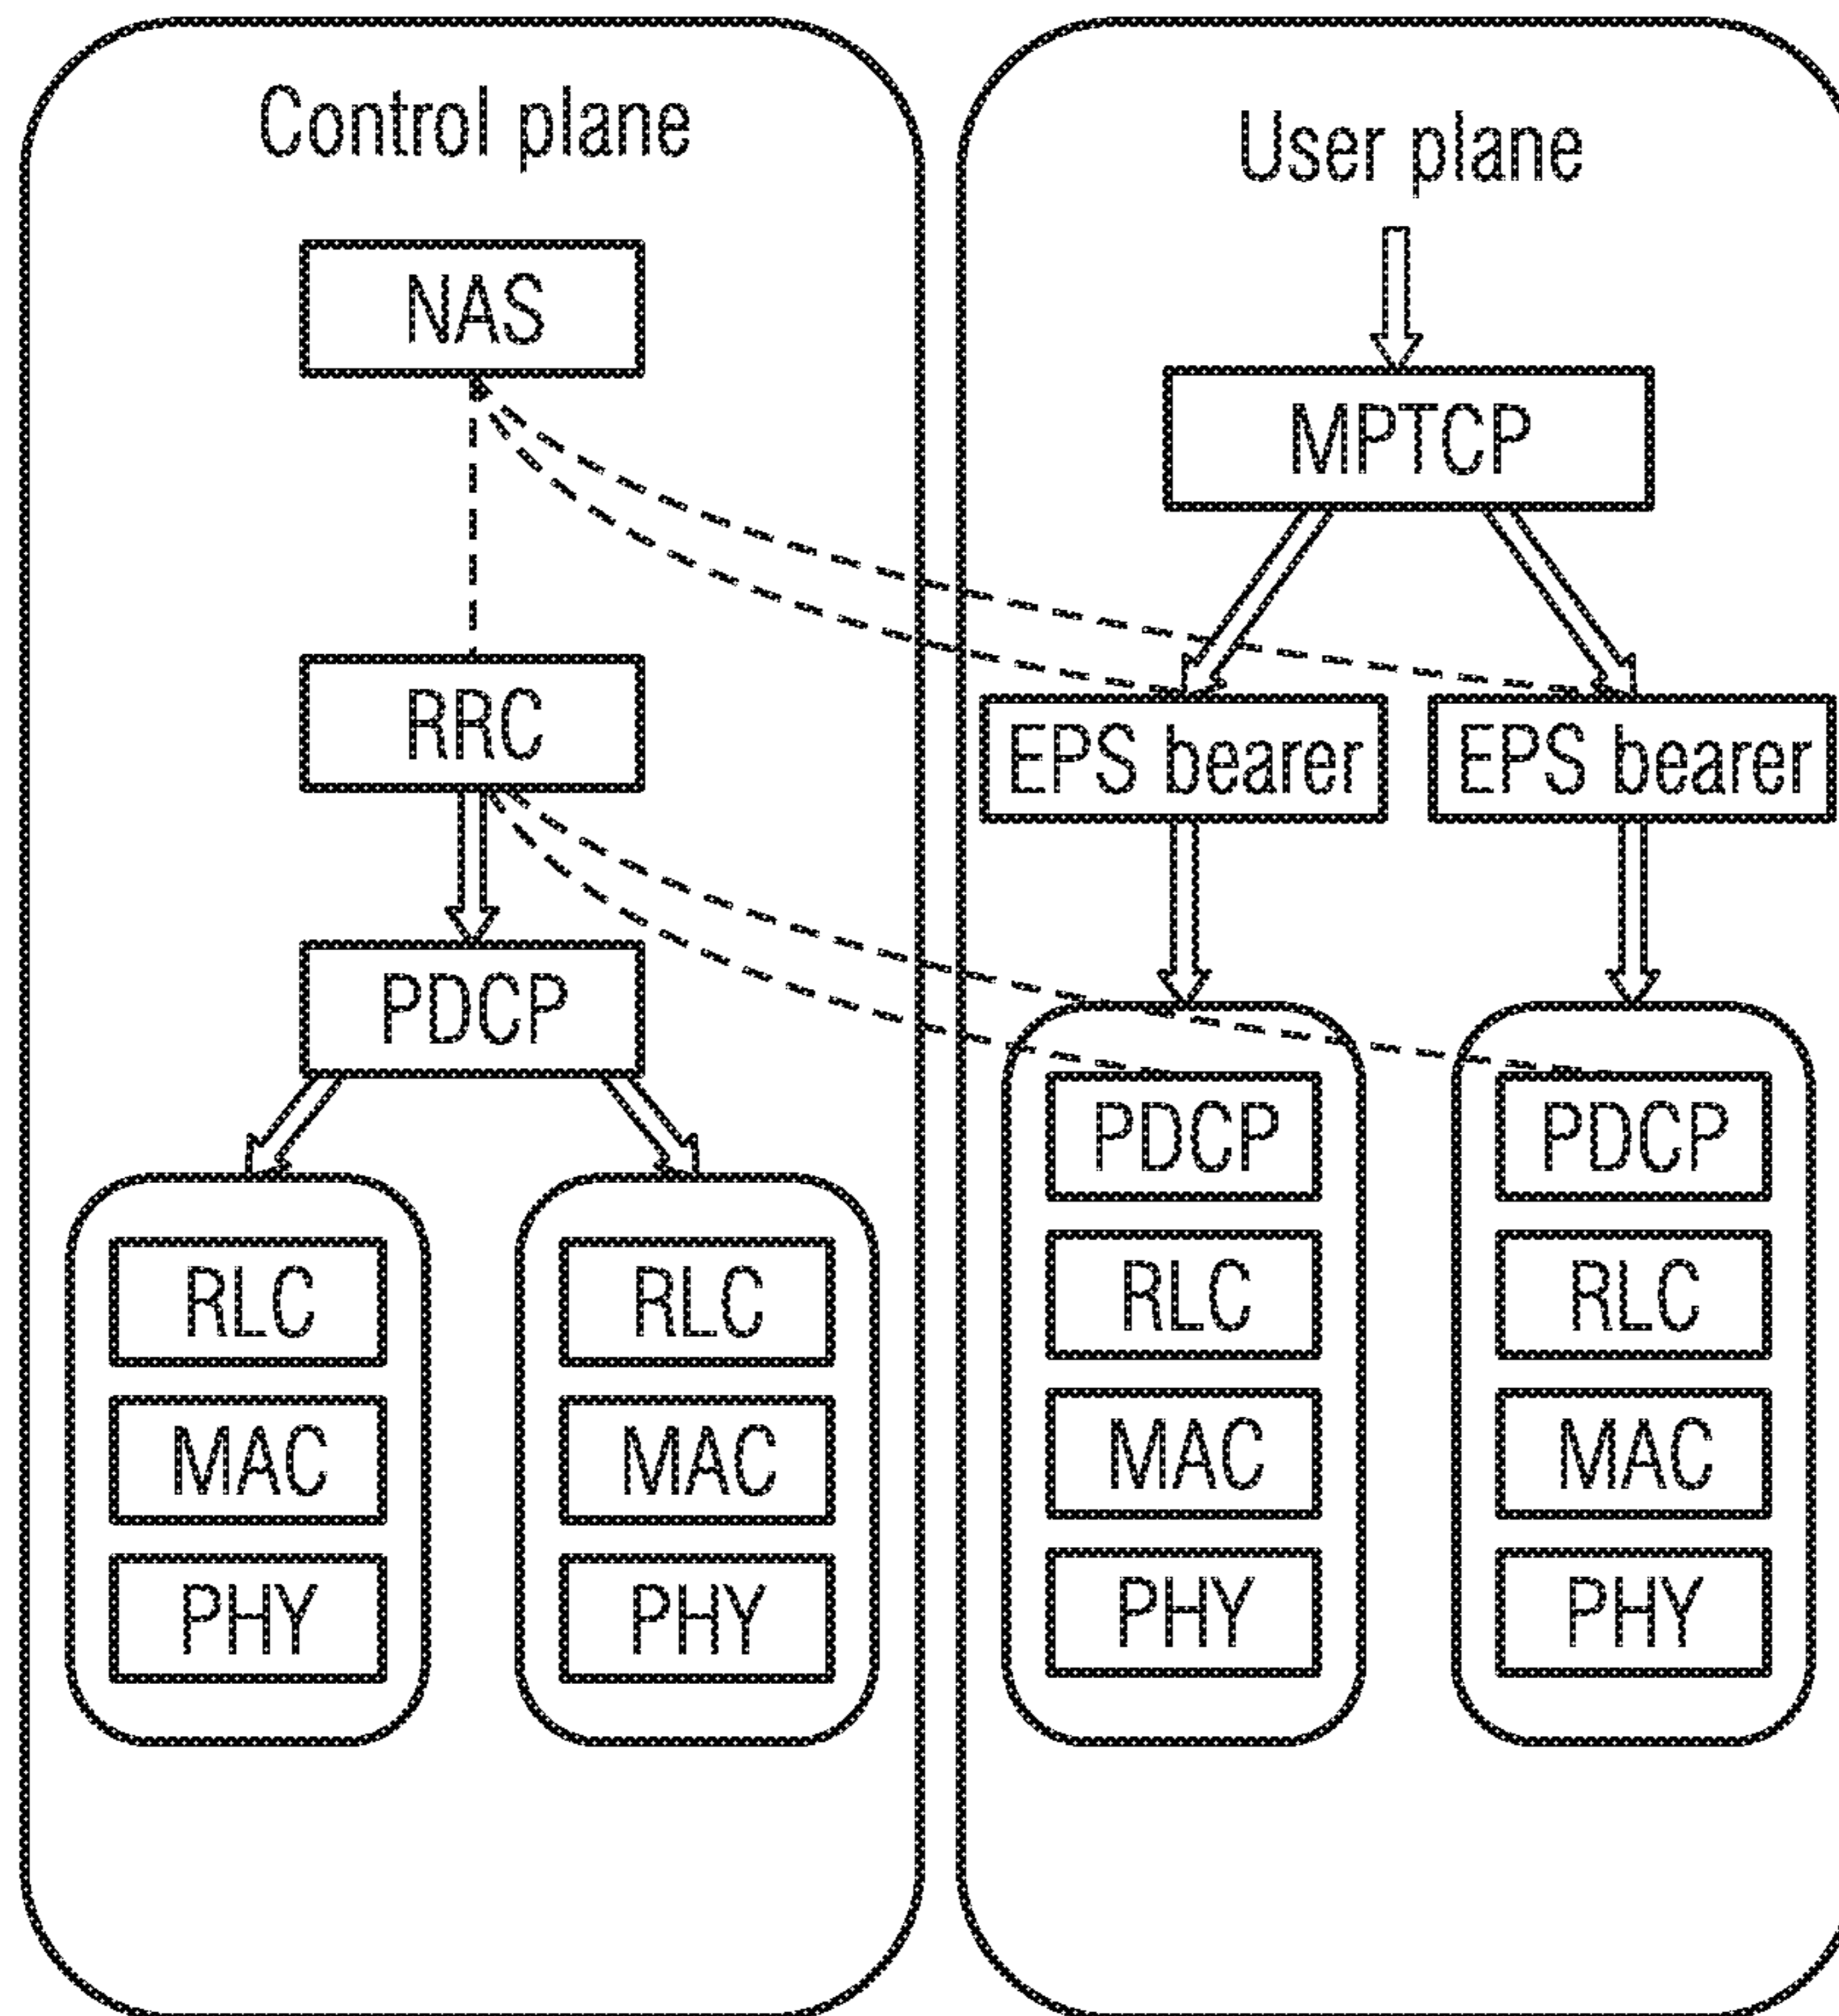 Control plane
NAS
RRC
PDCP
RLC
MAC
PHY
RLC
MAC
PHY
User plane
MPTCP
EPS bearer
EPS bearer
PDCP
RLC
MAC
PHY
PDCP
RLC
MAC
PHY